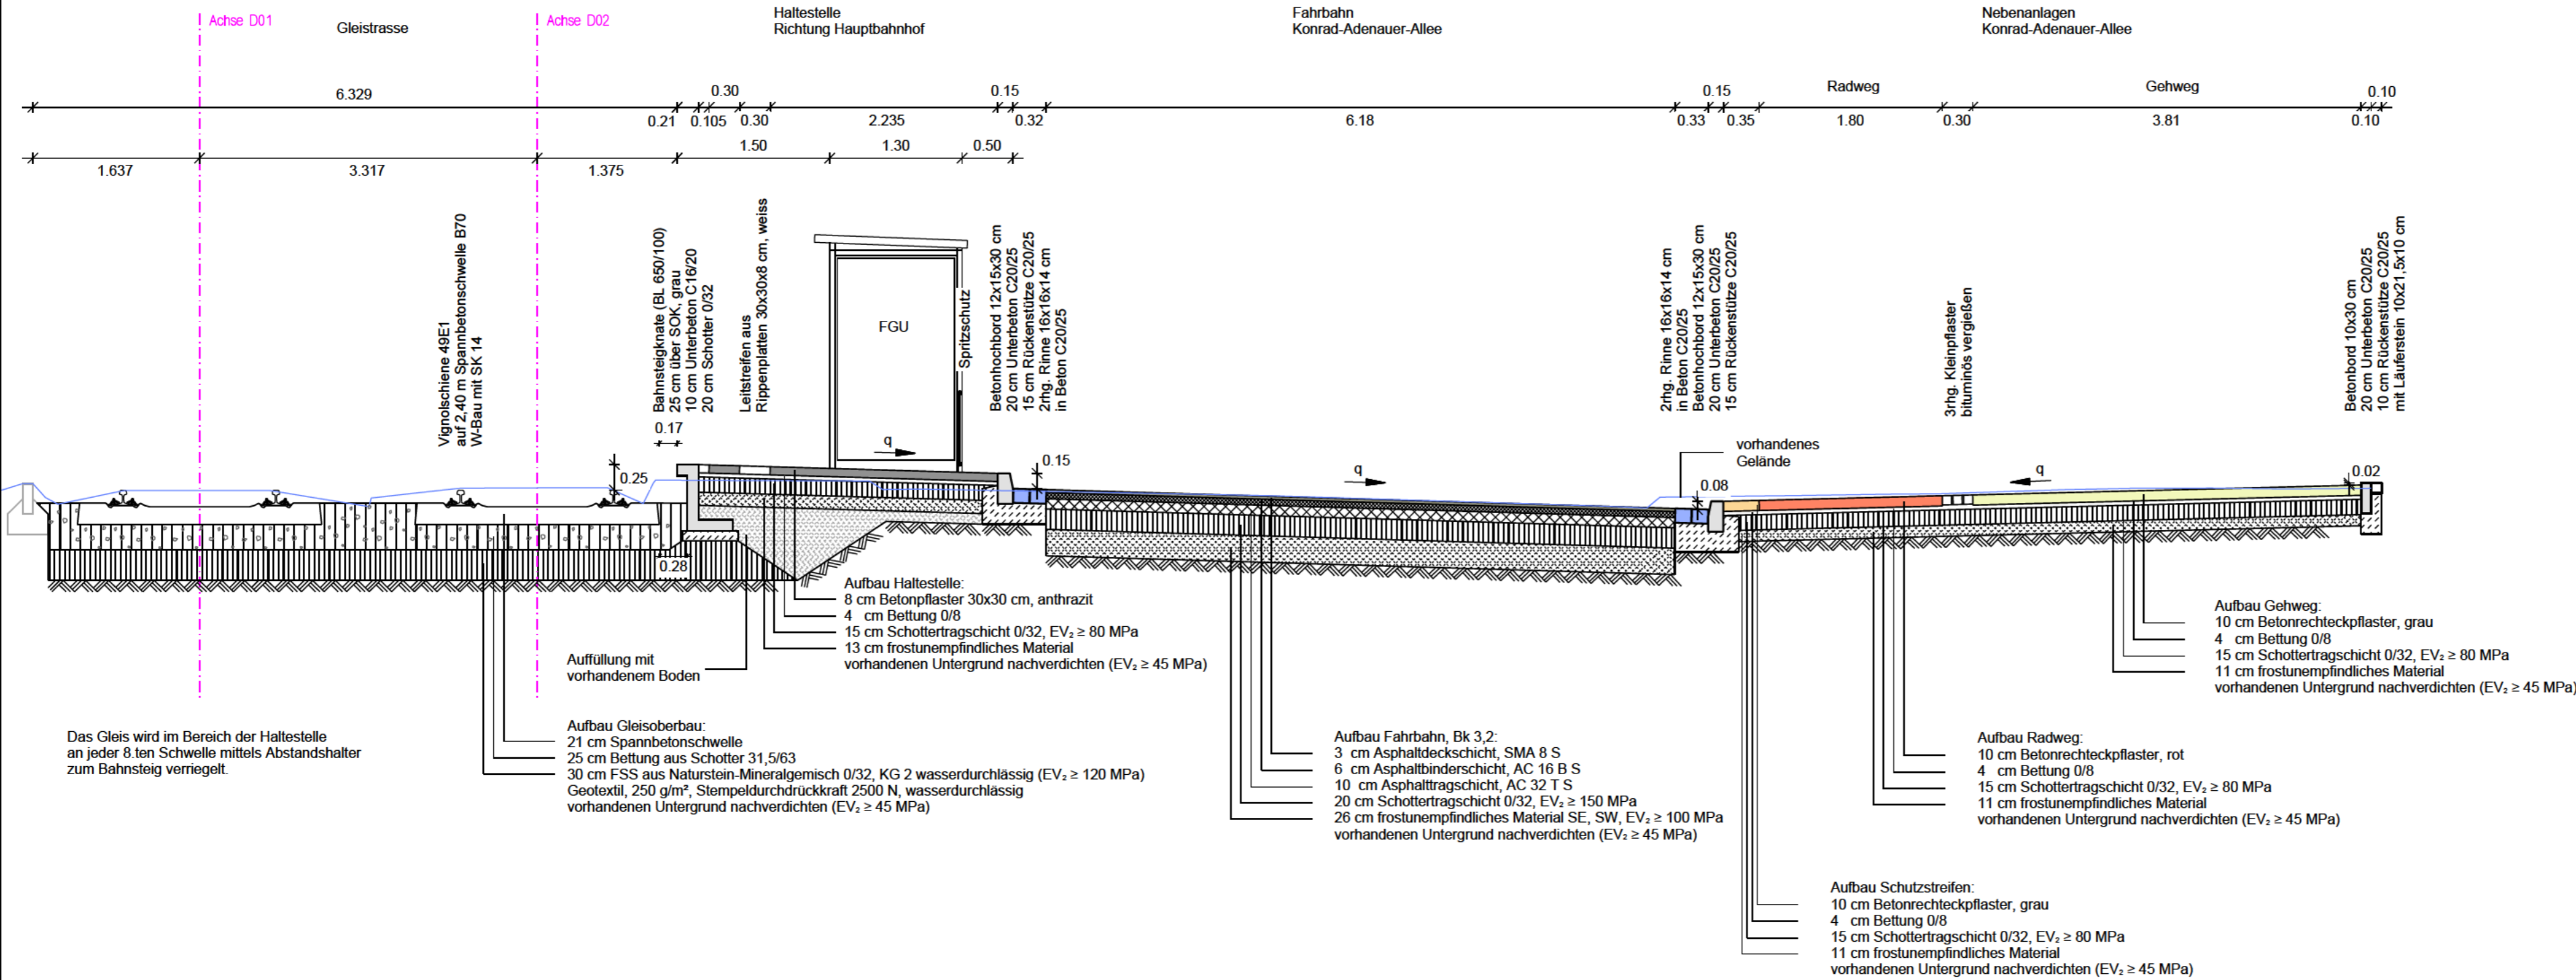 Achse D01
Gleistrasse
Achse D02
Haltestelle
Richtung Hauptbahnhof
Fahrbahn
Konrad-Adenauer-Allee
Nebenanlagen
Konrad-Adenauer-Allee
6.329
0.30
0.15
0.15
Radweg
Gehweg
0.10
0.21
0.105
0.30
2.235
0.32
6.18
0.33
0.35
1.80
0.30
3.81
0.10
1.50
1.30
0.50
1.637
3.317
1.375
Vignolschiene 49E1
auf 2,40 m Spannbetonschwelle B70
W-Bau mit SK 14
Bahnsteigknate (BL 650/100)
25 cm über SOK, grau
10 cm Unterbeton C16/20
20 cm Schotter 0/32
Leitstreifen aus
Rippenplatten 30x30x8 cm, weiss
FGU
Spritzschutz
Betonhochbord 12x15x30 cm
20 cm Unterbeton C20/25
15 cm Rückenstütze C20/25
2rhg. Rinne 16x16x14 cm
in Beton C20/25
2rhg. Rinne 16x16x14 cm
in Beton C20/25
Betonhochbord 12x15x30 cm
20 cm Unterbeton C20/25
15 cm Rückenstütze C20/25
3rhg. Kleinpflaster
bituminös vergießen
Betonbord 10x30 cm
20 cm Unterbeton C20/25
10 cm Rückenstütze C20/25
mit Läuferstein 10x21,5x10 cm
0.17
q
vorhandenes
Gelände
0.25
0.15
q
0.08
q
0.02
0.28
Aufbau Haltestelle:
8 cm Betonpflaster 30x30 cm, anthrazit
4 cm Bettung 0/8
15 cm Schottertragschicht 0/32, EV₂ ≥ 80 MPa
13 cm frostunempfindliches Material
vorhandenen Untergrund nachverdichten (EV₂ ≥ 45 MPa)
Auffüllung mit
vorhandenem Boden
Aufbau Gehweg:
10 cm Betonrechteckpflaster, grau
4 cm Bettung 0/8
15 cm Schottertragschicht 0/32, EV₂ ≥ 80 MPa
11 cm frostunempfindliches Material
vorhandenen Untergrund nachverdichten (EV₂ ≥ 45 MPa)
Das Gleis wird im Bereich der Haltestelle
an jeder 8.ten Schwelle mittels Abstandshalter
zum Bahnsteig verriegelt.
Aufbau Gleisoberbau:
21 cm Spannbetonschwelle
25 cm Bettung aus Schotter 31,5/63
30 cm FSS aus Naturstein-Mineralgemisch 0/32, KG 2 wasserdurchlässig (EV₂ ≥ 120 MPa)
Geotextil, 250 g/m², Stempeldurchdrückkraft 2500 N, wasserdurchlässig
vorhandenen Untergrund nachverdichten (EV₂ ≥ 45 MPa)
Aufbau Fahrbahn, Bk 3,2:
3 cm Asphaltdeckschicht, SMA 8 S
6 cm Asphaltbinderschicht, AC 16 B S
10 cm Asphalttragschicht, AC 32 T S
20 cm Schottertragschicht 0/32, EV₂ ≥ 150 MPa
26 cm frostunempfindliches Material SE, SW, EV₂ ≥ 100 MPa
vorhandenen Untergrund nachverdichten (EV₂ ≥ 45 MPa)
Aufbau Radweg:
10 cm Betonrechteckpflaster, rot
4 cm Bettung 0/8
15 cm Schottertragschicht 0/32, EV₂ ≥ 80 MPa
11 cm frostunempfindliches Material
vorhandenen Untergrund nachverdichten (EV₂ ≥ 45 MPa)
Aufbau Schutzstreifen:
10 cm Betonrechteckpflaster, grau
4 cm Bettung 0/8
15 cm Schottertragschicht 0/32, EV₂ ≥ 80 MPa
11 cm frostunempfindliches Material
vorhandenen Untergrund nachverdichten (EV₂ ≥ 45 MPa)